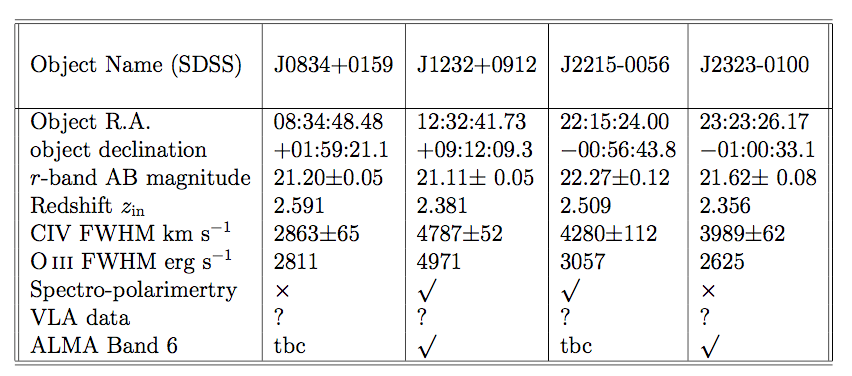 Object Name (SDSS) J0834+0159 J1232+0912 J2215-0056 J2323-0100
Object R.A. 08:34:48.48 12:32:41.73 22:15:24.00 23:23:26.17
object declination +01:59:21.1 +09:12:09.3 −00:56:43.8 −01:00:33.1
r-band AB magnitude 21.20±0.05 21.11± 0.05 22.27±0.12 21.62± 0.08
Redshift zin 2.591 2.381 2.509 2.356
CIV FWHM km s−1 2863±65 4787±52 4280±112 3989±62
O III FWHM erg s−1 2811 4971 3057 2625
Spectro-polarimertry × √ √ ×
VLA data ? ? ? ?
ALMA Band 6 tbc √ tbc √